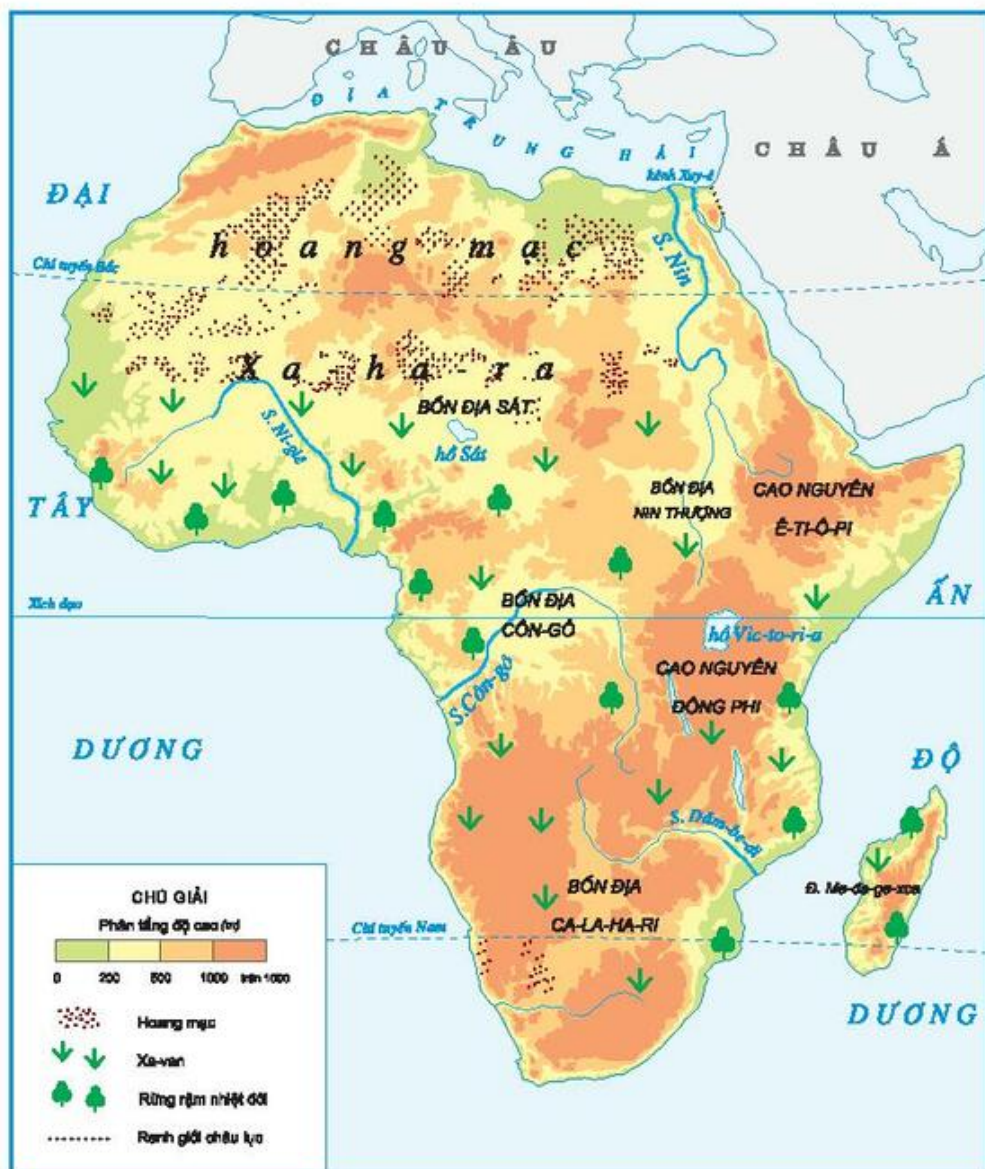 CHÂU ÂU
ĐỊA TRUNG HẢI
CHÂU Á
kênh Xuy-ê
ĐẠI
hoang mạc
S. Nin
Chí tuyến Bắc
Xa-ha-ra
BỒN ĐỊA SÁT
S. Ni-giê
hồ Sát
TÂY
BỒN ĐỊA
NIN THƯỢNG
CAO NGUYÊN
Ê-TI-Ô-PI
Xích đạo
BỒN ĐỊA
CÔN-GÔ
ẤN
hồ Víc-to-ri-a
S.Côn-gô
CAO NGUYÊN
ĐÔNG PHI
DƯƠNG
ĐỘ
S. Dăm-be-di
BỒN ĐỊA
CA-LA-HA-RI
Đ. Ma-đa-ga-xca
Chí tuyến Nam
DƯƠNG
CHÚ GIẢI
Phân tầng độ cao (m)
0 200 500 1000 trên 1000
Hoang mạc
Xa-van
Rừng rậm nhiệt đới
Ranh giới châu lục